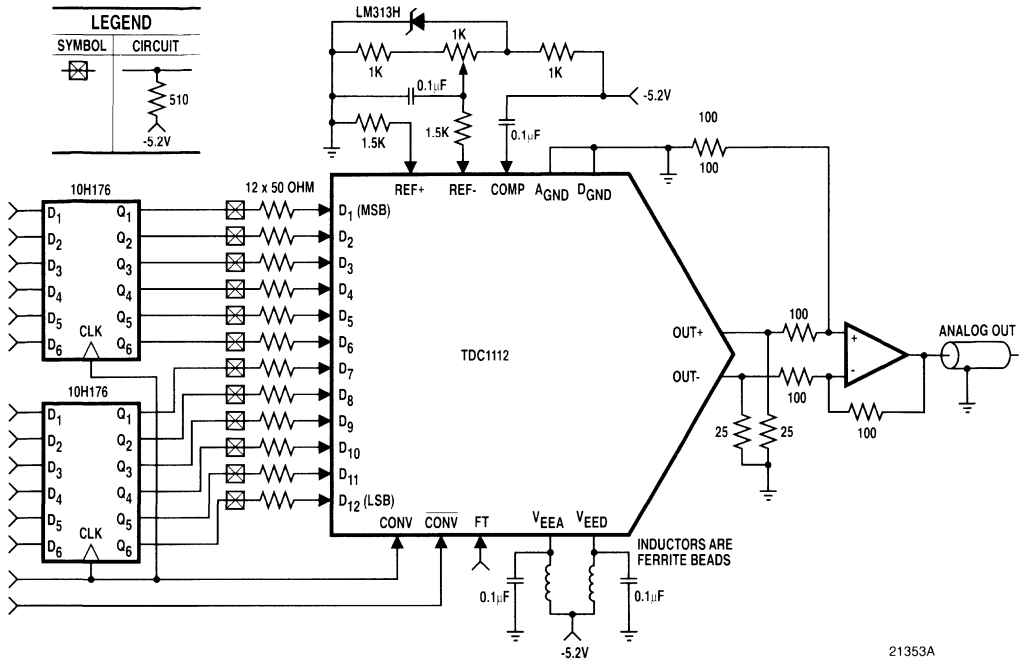 LEGEND
SYMBOL CIRCUIT
510
-5.2V
LM313H
1K
1K
1K
0.1μF
-5.2V
1.5K
1.5K
0.1μF
100
100
REF+ REF- COMP AGND DGND
10H176
12 x 50 OHM
D1 Q1
D2 Q2
D3 Q3
D4 Q4
D5 Q5
D6 Q6
CLK
10H176
D1 Q1
D2 Q2
D3 Q3
D4 Q4
D5 Q5
D6 Q6
CLK
D1 (MSB)
D2
D3
D4
D5
D6
D7
D8
D9
D10
D11
D12 (LSB)
TDC1112
OUT+
OUT-
100
100
25
25
+
-
100
ANALOG OUT
CONV CONV FT VEEA VEED
INDUCTORS ARE
FERRITE BEADS
0.1μF
0.1μF
-5.2V
21353A